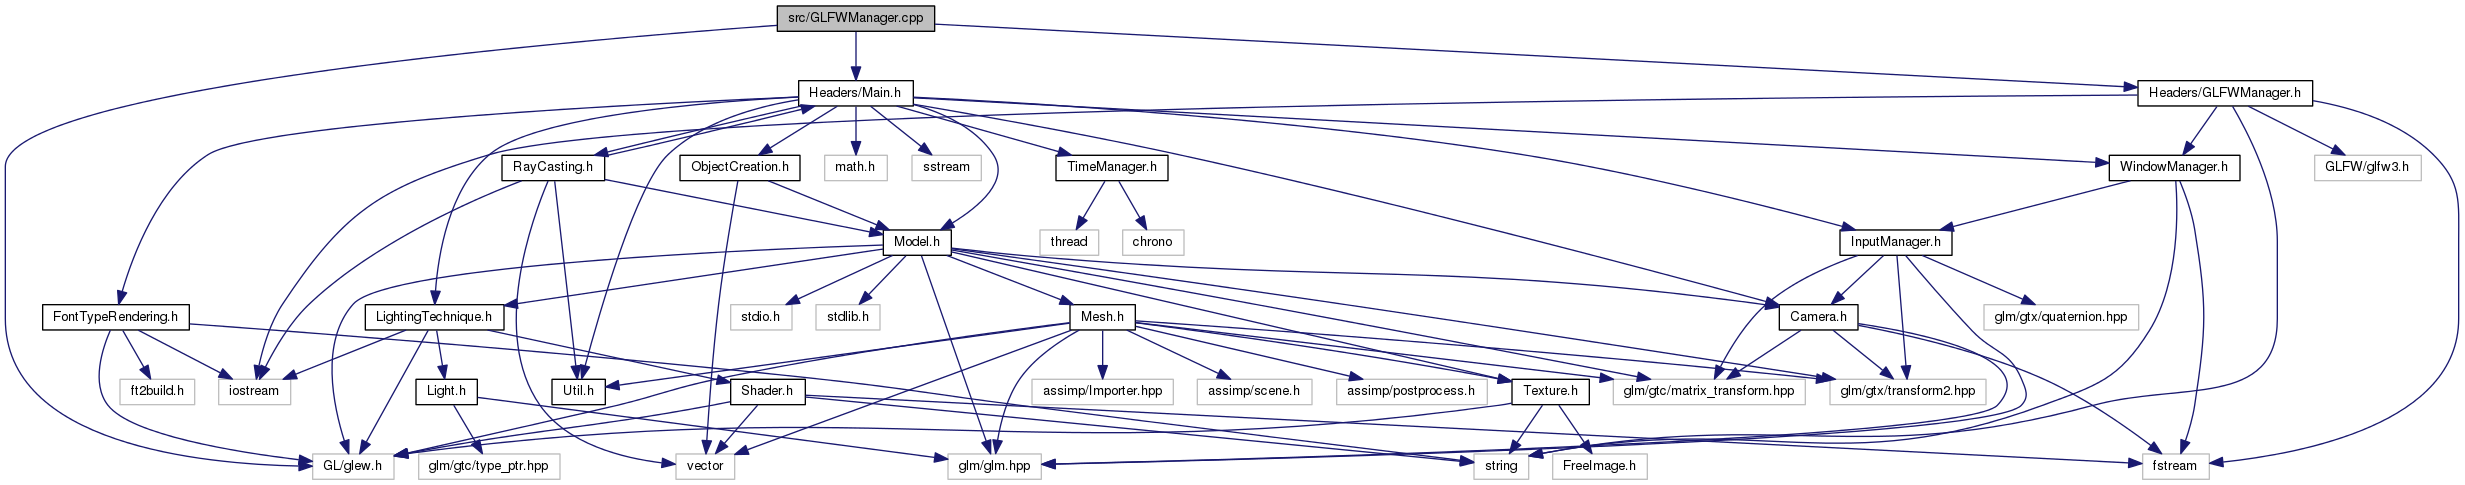 src/GLFWManager.cpp
Headers/Main.h
Headers/GLFWManager.h
RayCasting.h
ObjectCreation.h
math.h
sstream
TimeManager.h
WindowManager.h
GLFW/glfw3.h
Model.h
thread
chrono
InputManager.h
FontTypeRendering.h
LightingTechnique.h
stdio.h
stdlib.h
Mesh.h
Camera.h
glm/gtx/quaternion.hpp
ft2build.h
iostream
Light.h
Util.h
Shader.h
assimp/Importer.hpp
assimp/scene.h
assimp/postprocess.h
Texture.h
glm/gtc/matrix_transform.hpp
glm/gtx/transform2.hpp
GL/glew.h
glm/gtc/type_ptr.hpp
vector
glm/glm.hpp
string
FreeImage.h
fstream